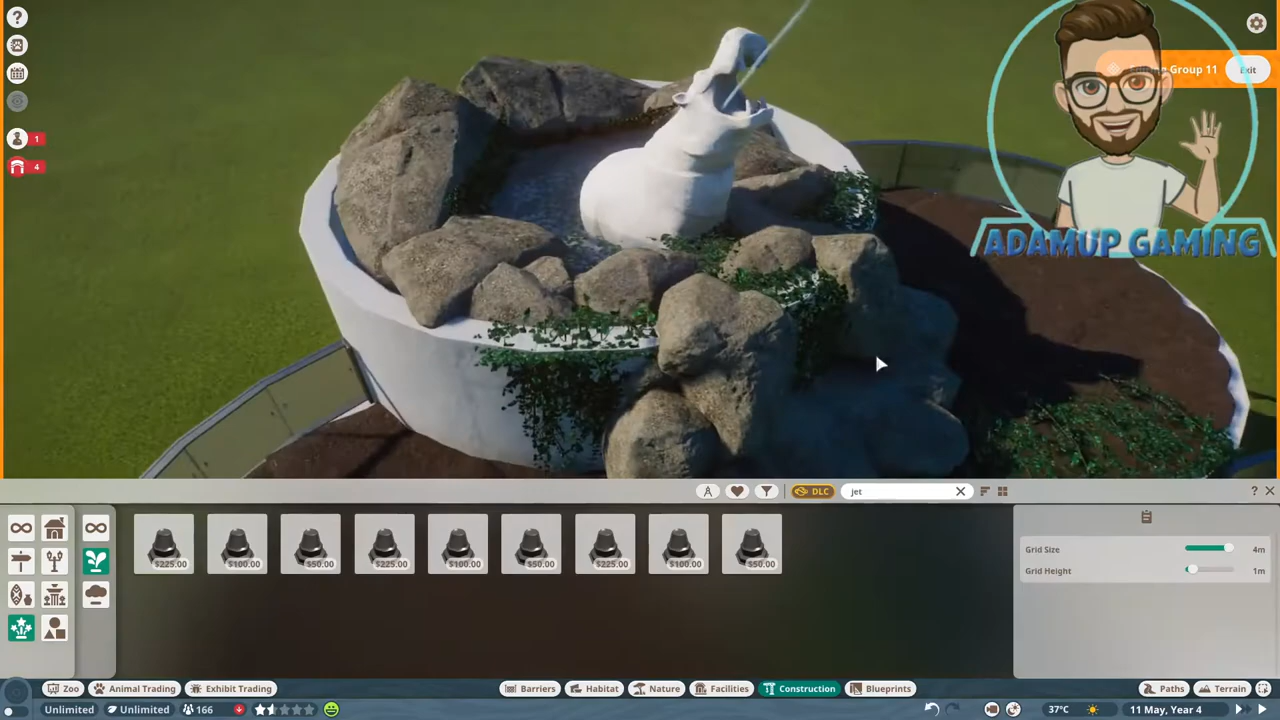 ?
Group 11
Exit
1
4
ADAMUP GAMING
DLC
jet
?
$225.00
$100.00
$50.00
$225.00
$100.00
$50.00
$225.00
$100.00
$50.00
Grid Size
4m
Grid Height
1m
Zoo
Animal Trading
Exhibit Trading
Barriers
Habitat
Nature
Facilities
Construction
Blueprints
Paths
Terrain
Unlimited
Unlimited
166
37°C
11 May, Year 4